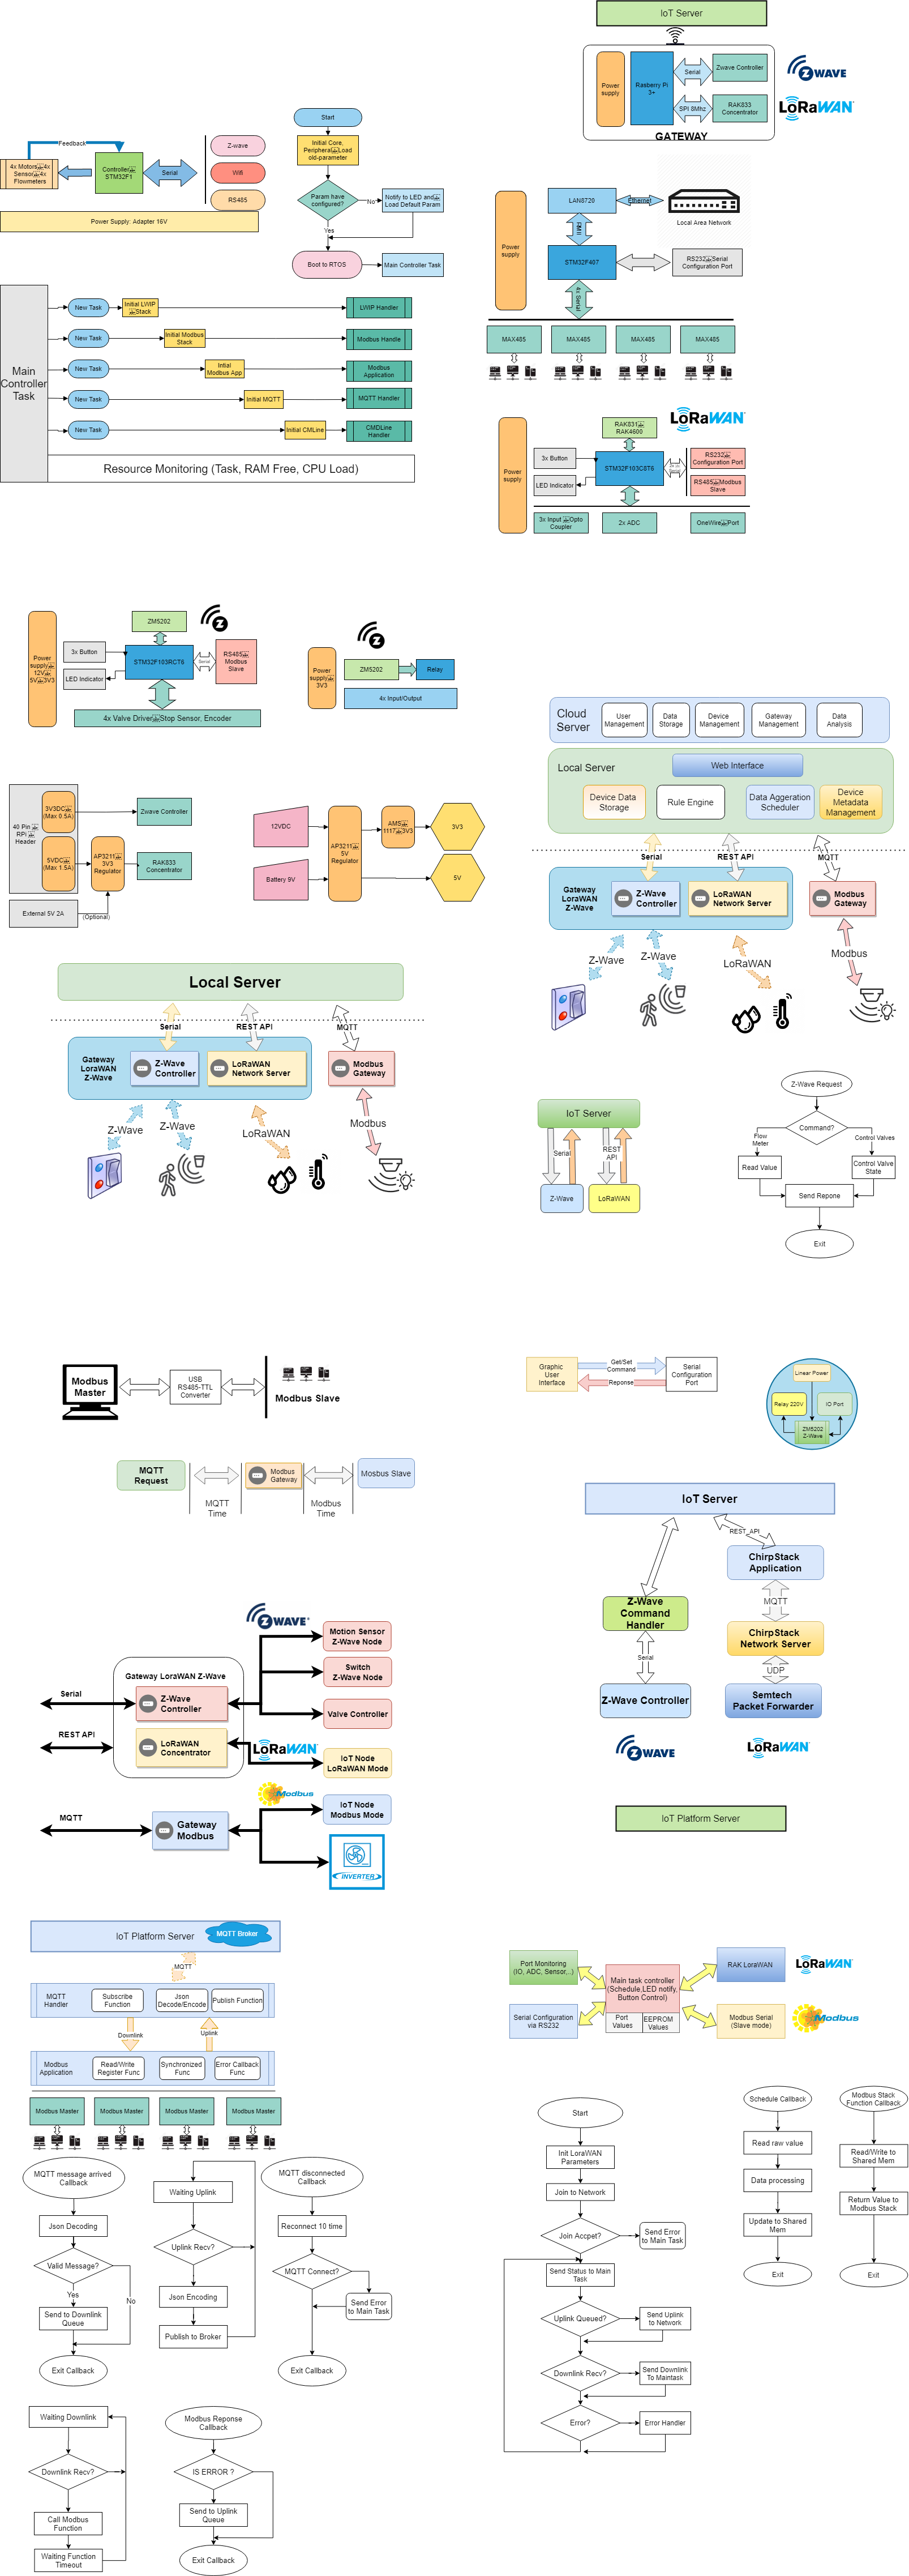 IoT Server
Power
supply
Rasberry Pi
3+
Serial
SPI 8Mhz
Zwave Controller
RAK833
Concentrator
GATEWAY
Z WAVE
LoRaWAN
Feedback
4x Motors
4x
Sensor
4x
Flowmeters
Controller
STM32F1
Serial
Z-wave
Wifi
RS485
Power Supply: Adapter 16V
Start
Initial Core,
Peripheral
Load
old-parameter
Param have
configured?
No
Notify to LED and
Load Default Param
Yes
Boot to RTOS
Main Controller Task
Power
supply
LAN8720
Ethernet
Local Area Network
RMII
STM32F407
RS232
Serial
Configuration Port
4x Serial
MAX485
MAX485
MAX485
MAX485
Main
Controller
Task
New Task
Initial LWIP
Stack
LWIP Handler
New Task
Initial Modbus
Stack
Modbus Handle
New Task
Intial
Modbus App
Modbus
Application
New Task
Initial MQTT
MQTT Handler
New Task
Initial CMLine
CMDLine
Handler
Resource Monitoring (Task, RAM Free, CPU Load)
Power
supply
RAK831
RAK4600
LoRaWAN
3x Button
LED Indicator
STM32F103C8T6
RS232
Configuration Port
RS485
Modbus
Slave
3x Input
Opto
Coupler
2x ADC
OneWire
Port
Power
supply
12V
5V
3V3
ZM5202
3x Button
LED Indicator
STM32F103RCT6
Serial
RS485
Modbus
Slave
4x Valve Driver
Stop Sensor, Encoder
Power
supply
3V3
ZM5202
Relay
4x Input/Output
Cloud
Server
User
Management
Data
Storage
Device
Management
Gateway
Management
Data
Analysis
Local Server
Web Interface
Device Data
Storage
Rule Engine
Data Aggeration
Scheduler
Device
Metadata
Management
Serial
REST API
MQTT
Gateway
LoraWAN
Z-Wave
Z-Wave
Controller
LoRaWAN
Network Server
Modbus
Gateway
Z-Wave
Z-Wave
LoRaWAN
Modbus
40 Pin
RPi
Header
3V3DC
(Max 0.5A)
5VDC
(Max 1.5A)
AP3211
3V3
Regulator
Zwave Controller
RAK833
Concentrator
External 5V 2A
(Optional)
12VDC
Battery 9V
AP3211
5V
Regulator
AMS
1117
3V3
3V3
5V
Local Server
Serial
REST API
MQTT
Gateway
LoraWAN
Z-Wave
Z-Wave
Controller
LoRaWAN
Network Server
Modbus
Gateway
Z-Wave
Z-Wave
LoRaWAN
Modbus
IoT Server
Serial
REST
API
Z-Wave
LoRaWAN
Z-Wave Request
Command?
Flow
Meter
Control Valves
Read Value
Control Valve
State
Send Repone
Exit
Modbus
Master
USB
RS485-TTL
Converter
Modbus Slave
Graphic
User
Interface
Get/Set
Command
Reponse
Serial
Configuration
Port
Linear Power
Relay 220V
IO Port
ZM5202
Z-Wave
MQTT
Request
Modbus
Gateway
Mosbus Slave
MQTT
Time
Modbus
Time
IoT Server
REST_API
ChirpStack
Application
MQTT
Z-Wave
Command
Handler
ChirpStack
Network Server
Serial
UDP
Z-Wave Controller
Semtech
Packet Forwarder
Z WAVE
LoRaWAN
IoT Platform Server
Z WAVE
Gateway LoraWAN Z-Wave
Serial
Z-Wave
Controller
REST API
LoRaWAN
Concentrator
LoRaWAN
Motion Sensor
Z-Wave Node
Switch
Z-Wave Node
Valve Controller
IoT Node
LoRaWAN Mode
Modbus
MQTT
Gateway
Modbus
IoT Node
Modbus Mode
INVERTER
IoT Platform Server
MQTT Broker
MQTT
MQTT
Handler
Subscribe
Function
Json
Decode/Encode
Publish Function
Downlink
Uplink
Modbus
Application
Read/Write
Register Func
Synchronized
Func
Error Callback
Func
Modbus Master
Modbus Master
Modbus Master
Modbus Master
Port Monitoring
(IO, ADC, Sensor,..)
Main task controller
(Schedule,LED notify,
Button Control)
Port
Values
EEPROM
Values
RAK LoraWAN
LoRaWAN
Serial Configuration
via RS232
Modbus Serial
(Slave mode)
Modbus
MQTT message arrived
Callback
Json Decoding
Valid Message?
Yes
No
Send to Downlink
Queue
Exit Callback
Waiting Uplink
Uplink Recv?
Json Encoding
Publish to Broker
MQTT disconnected
Callback
Reconnect 10 time
MQTT Connect?
Send Error
to Main Task
Exit Callback
Start
Init LoraWAN
Parameters
Join to Network
Join Accpet?
Send Error
to Main Task
Send Status to Main
Task
Uplink Queued?
Send Uplink
to Network
Downlink Recv?
Send Downlink
To Maintask
Error?
Error Handler
Schedule Callback
Read raw value
Data processing
Update to Shared
Mem
Exit
Modbus Stack
Function Callback
Read/Write to
Shared Mem
Return Value to
Modbus Stack
Exit
Waiting Downlink
Downlink Recv?
Call Modbus
Function
Waiting Function
Timeout
Modbus Reponse
Callback
IS ERROR ?
Send to Uplink
Queue
Exit Callback